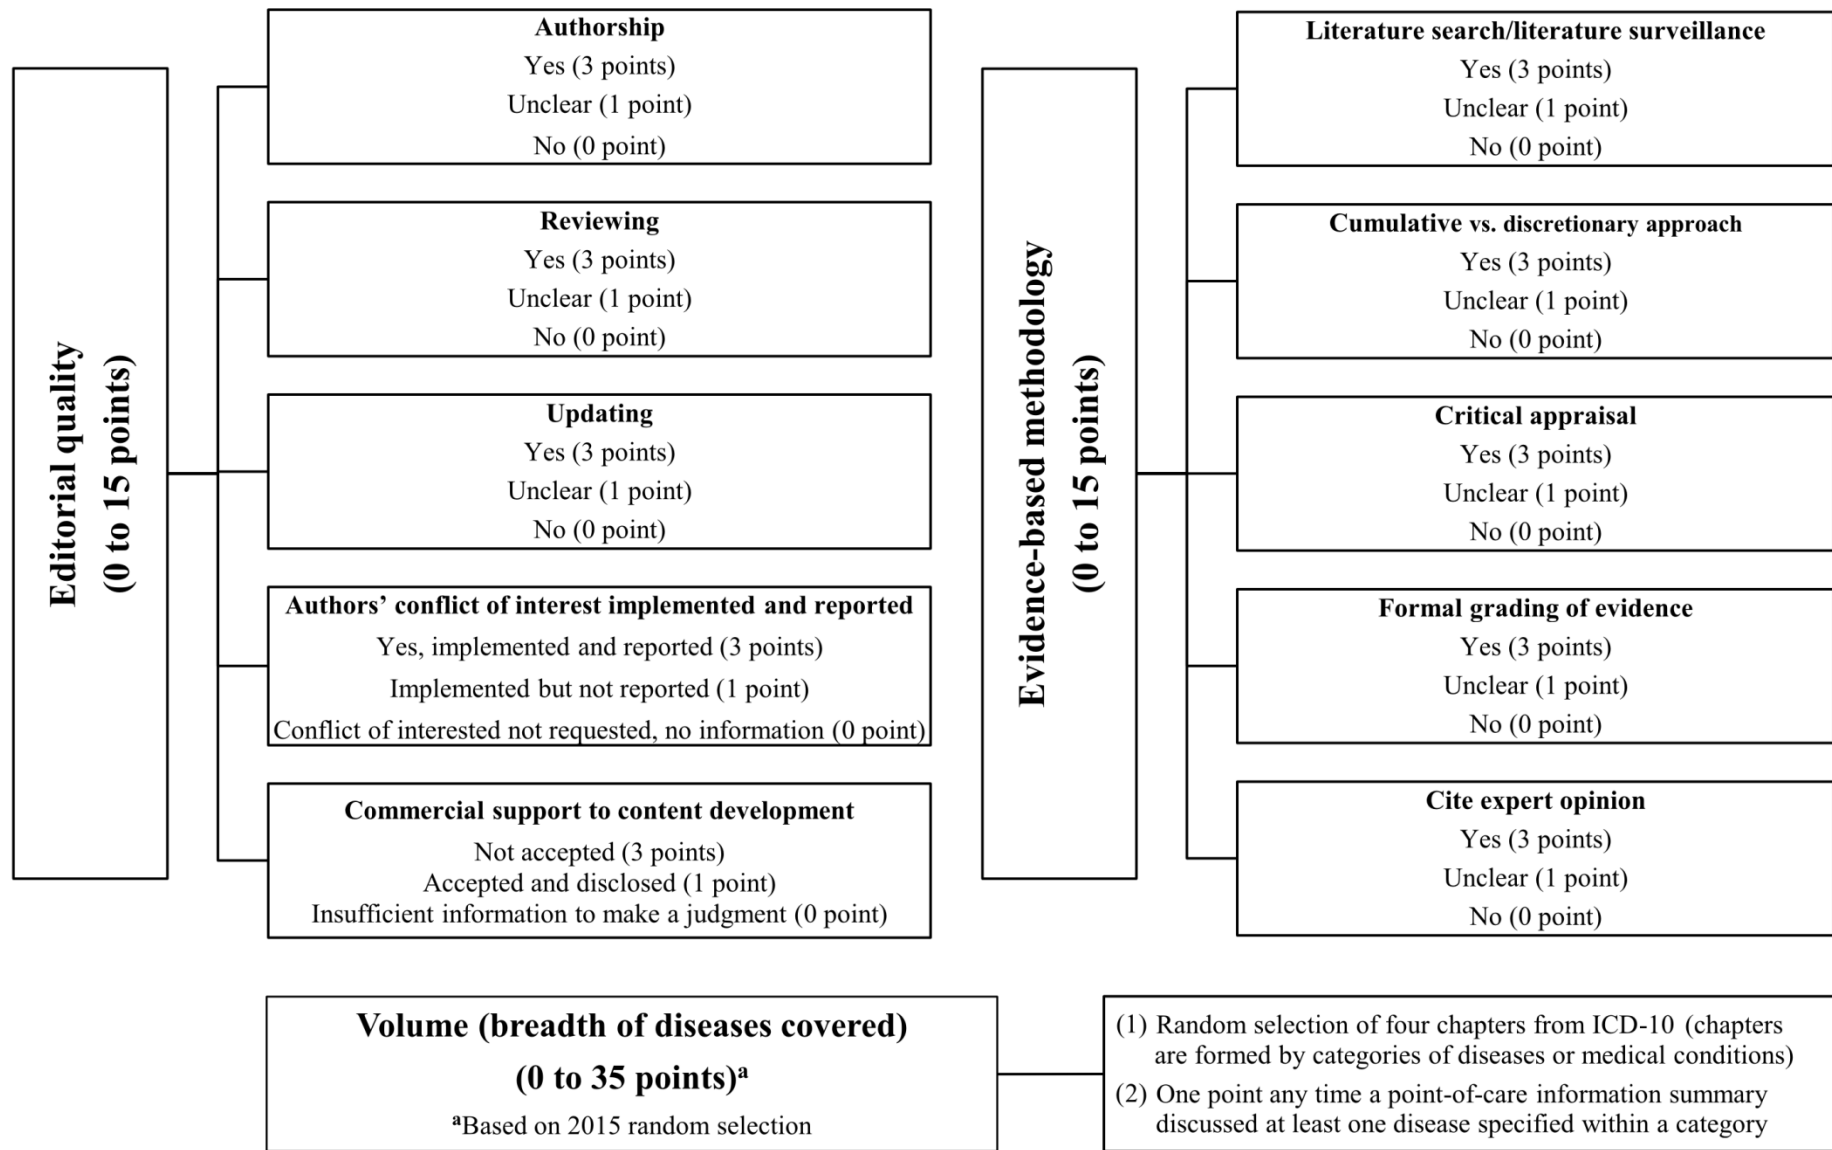 Editorial quality
(0 to 15 points)
Authorship
Yes (3 points)
Unclear (1 point)
No (0 point)
Reviewing
Yes (3 points)
Unclear (1 point)
No (0 point)
Updating
Yes (3 points)
Unclear (1 point)
No (0 point)
Authors’ conflict of interest implemented and reported
Yes, implemented and reported (3 points)
Implemented but not reported (1 point)
Conflict of interested not requested, no information (0 point)
Commercial support to content development
Not accepted (3 points)
Accepted and disclosed (1 point)
Insufficient information to make a judgment (0 point)
Evidence-based methodology
(0 to 15 points)
Literature search/literature surveillance
Yes (3 points)
Unclear (1 point)
No (0 point)
Cumulative vs. discretionary approach
Yes (3 points)
Unclear (1 point)
No (0 point)
Critical appraisal
Yes (3 points)
Unclear (1 point)
No (0 point)
Formal grading of evidence
Yes (3 points)
Unclear (1 point)
No (0 point)
Cite expert opinion
Yes (3 points)
Unclear (1 point)
No (0 point)
Volume (breadth of diseases covered)
(0 to 35 points)ᵃ
ᵃBased on 2015 random selection
(1) Random selection of four chapters from ICD-10 (chapters
are formed by categories of diseases or medical conditions)
(2) One point any time a point-of-care information summary
discussed at least one disease specified within a category